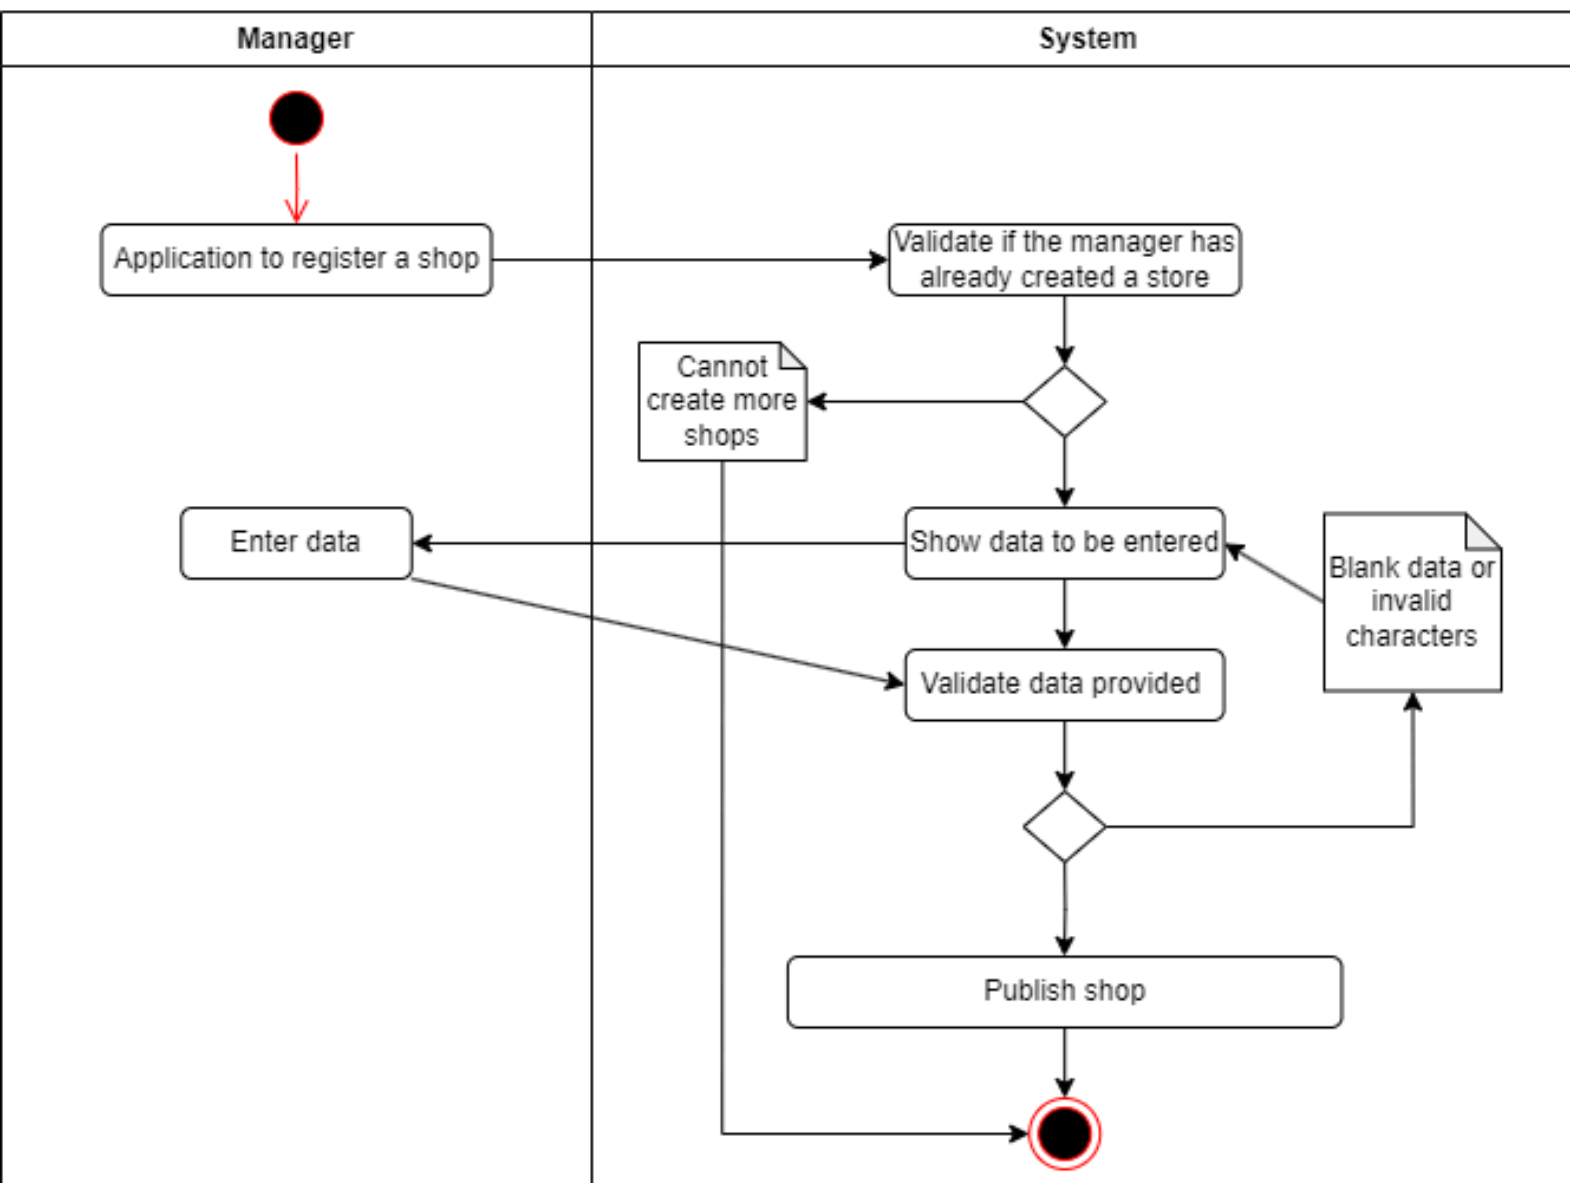 Manager
System
Application to register a shop
Validate if the manager has
already created a store
Cannot
create more
shops
Enter data
Show data to be entered
Blank data or
invalid
characters
Validate data provided
Publish shop